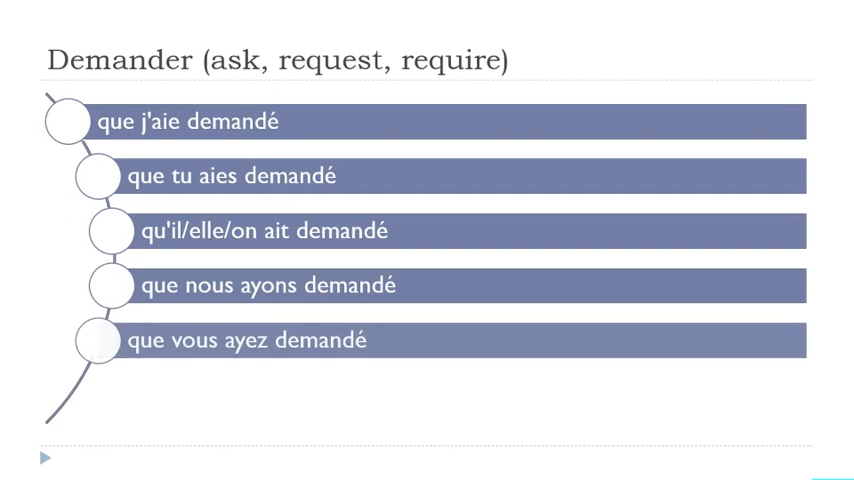 Demander (ask, request, require)
que j'aie demandé
que tu aies demandé
qu'il/elle/on ait demandé
que nous ayons demandé
que vous ayez demandé